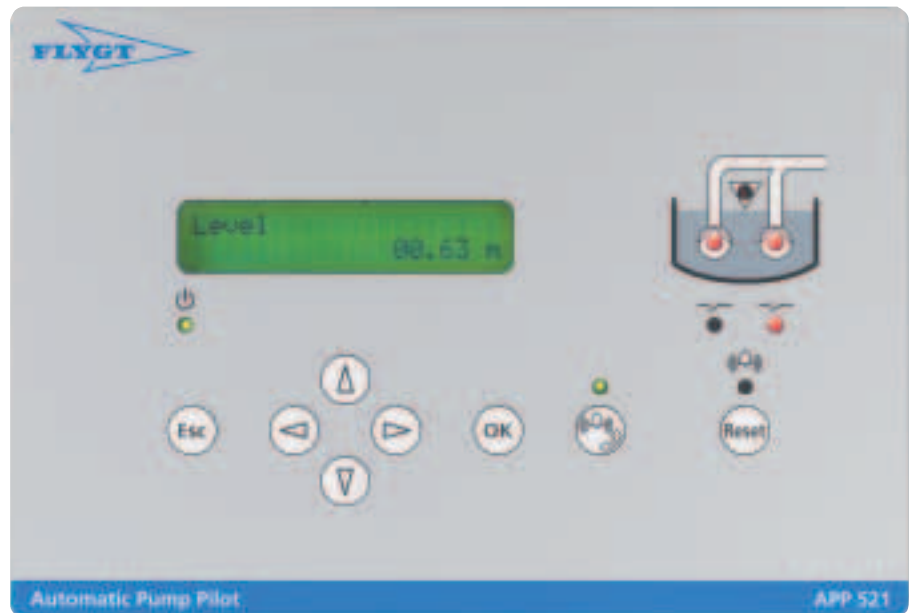 FLYGT
Level
00.63 m
Esc
OK
Reset
Automatic Pump Pilot
APP 521